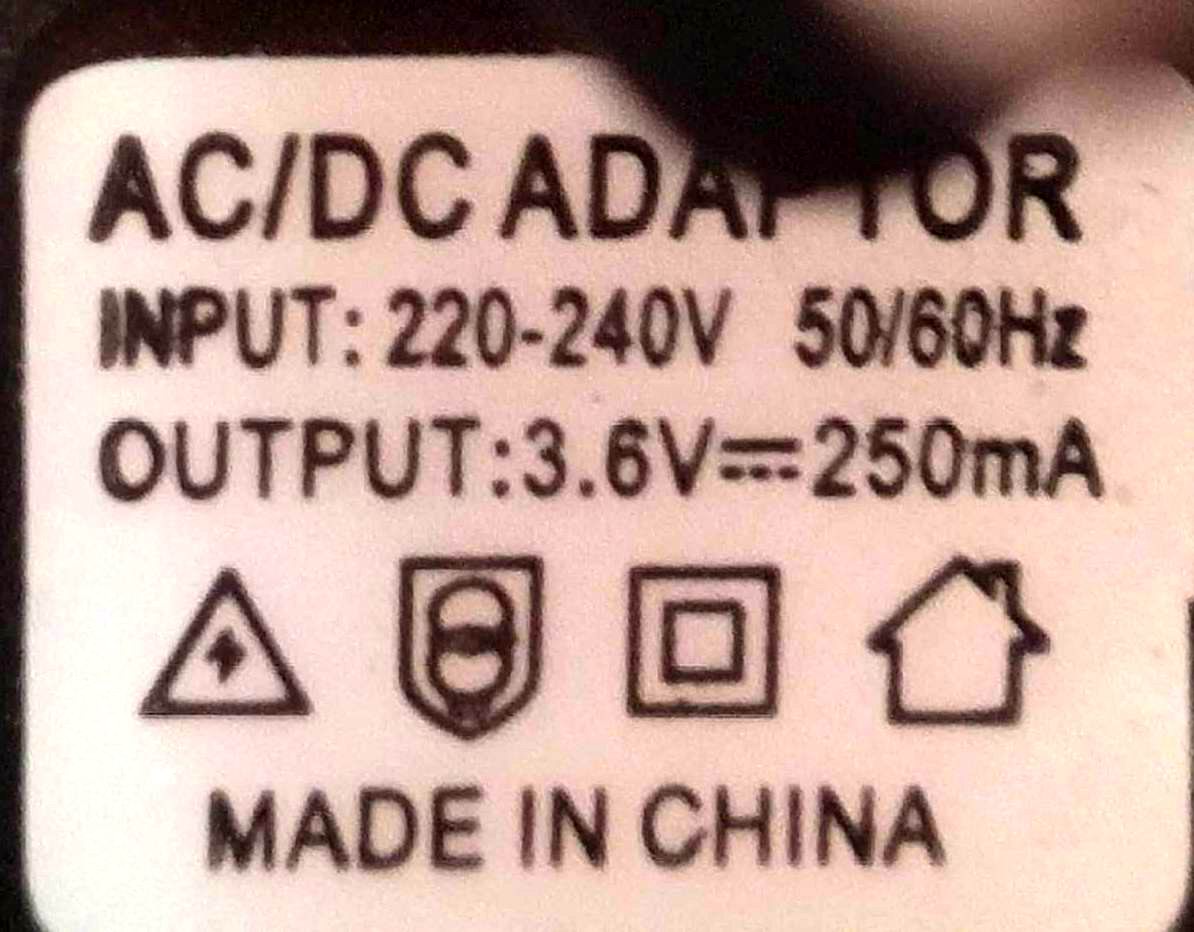 AC/DC ADAPTOR
INPUT: 220-240V 50/60Hz
OUTPUT:3.6V⎓250mA
MADE IN CHINA